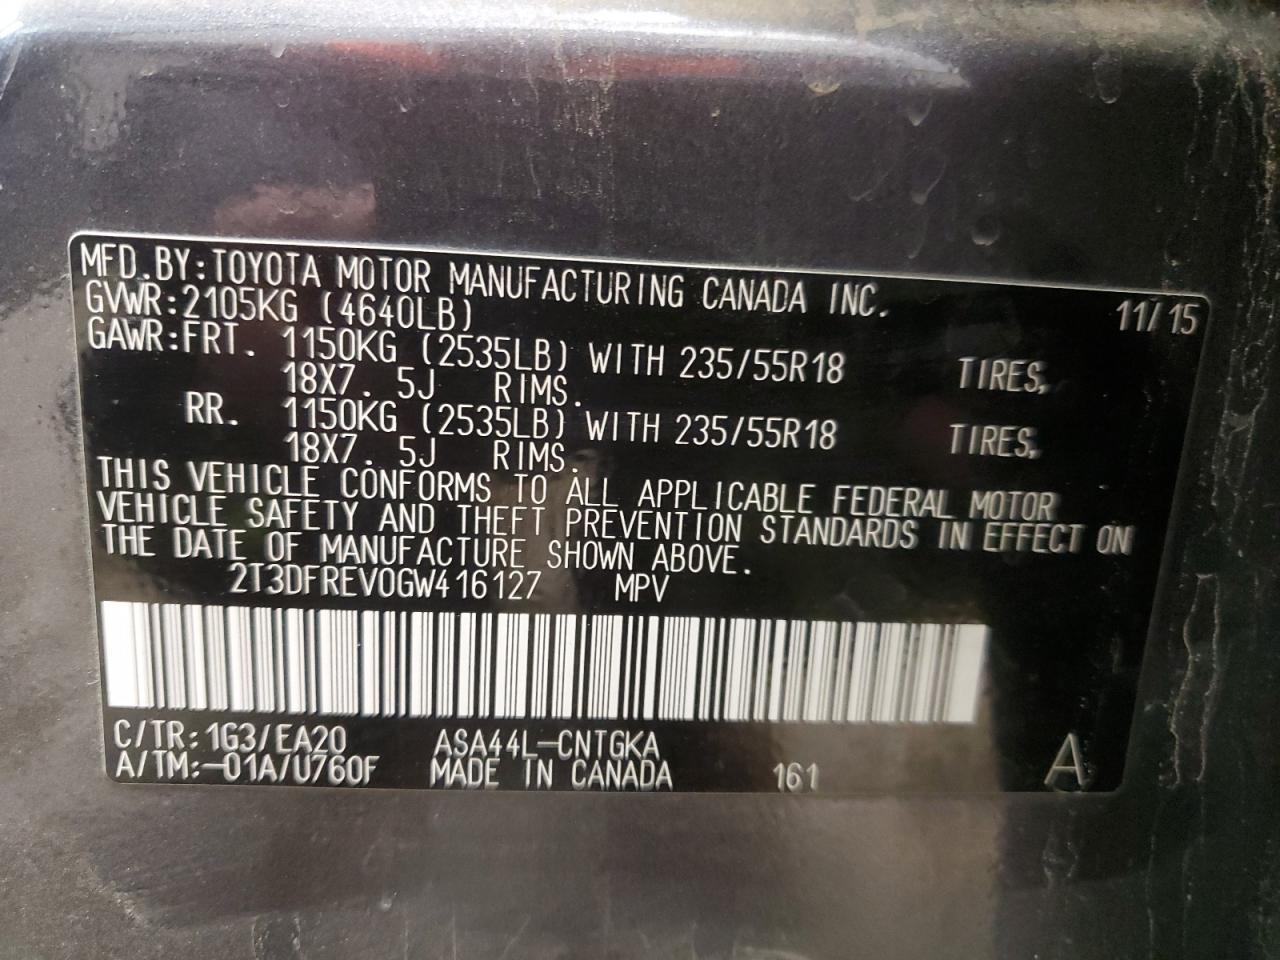 MFD.BY:TOYOTA MOTOR MANUFACTURING CANADA INC. 11/15
GVWR:2105KG (4640LB)
GAWR:FRT. 1150KG (2535LB) WITH 235/55R18 TIRES,
18X7.5J RIMS.
RR. 1150KG (2535LB) WITH 235/55R18 TIRES,
18X7.5J RIMS.
THIS VEHICLE CONFORMS TO ALL APPLICABLE FEDERAL MOTOR
VEHICLE SAFETY AND THEFT PREVENTION STANDARDS IN EFFECT ON
THE DATE OF MANUFACTURE SHOWN ABOVE.
2T3DFREV0GW416127 MPV
C/TR:1G3/EA20 ASA44L-CNTGKA
A/TM:-01A/U760F MADE IN CANADA 161 A